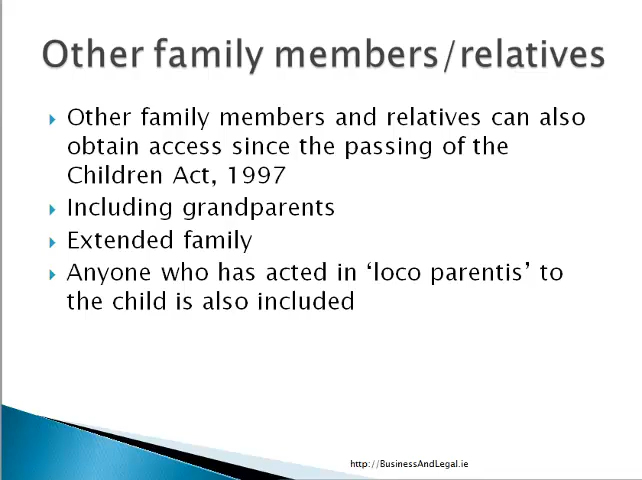 Other family members/relatives
Other family members and relatives can also
obtain access since the passing of the
Children Act, 1997
Including grandparents
Extended family
Anyone who has acted in ‘loco parentis’ to
the child is also included
http://BusinessAndLegal.ie